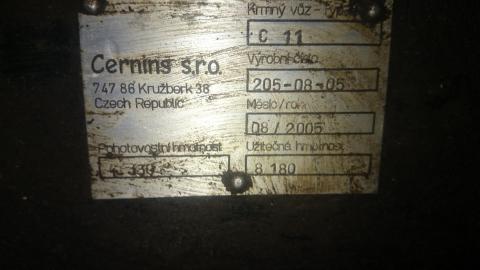 Krmný vůz - typ
C 11
Cernins s.r.o.
Výrobní číslo
747 86 Kružberk 38
205-08-05
Czech Republic
Měsíc/rok
08/2005
Pohotovostní hmotnost
Užitečná hmotnost
8 180